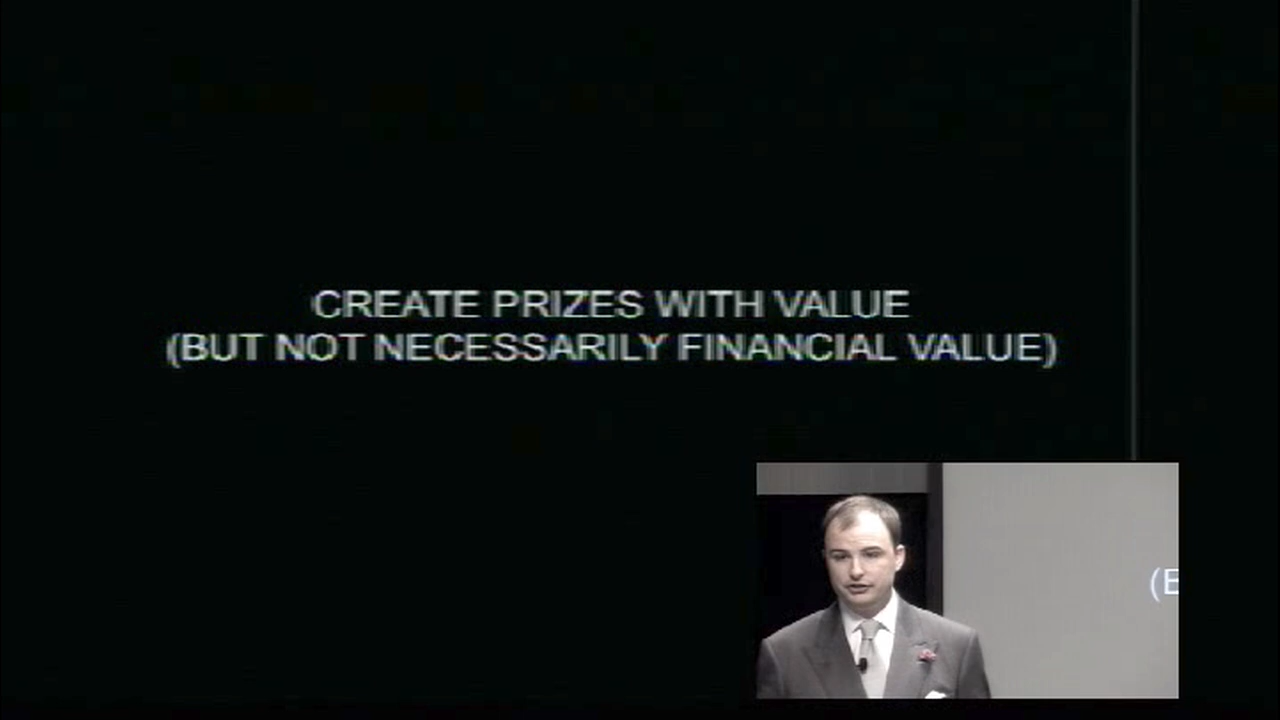 CREATE PRIZES WITH VALUE
(BUT NOT NECESSARILY FINANCIAL VALUE)
(B